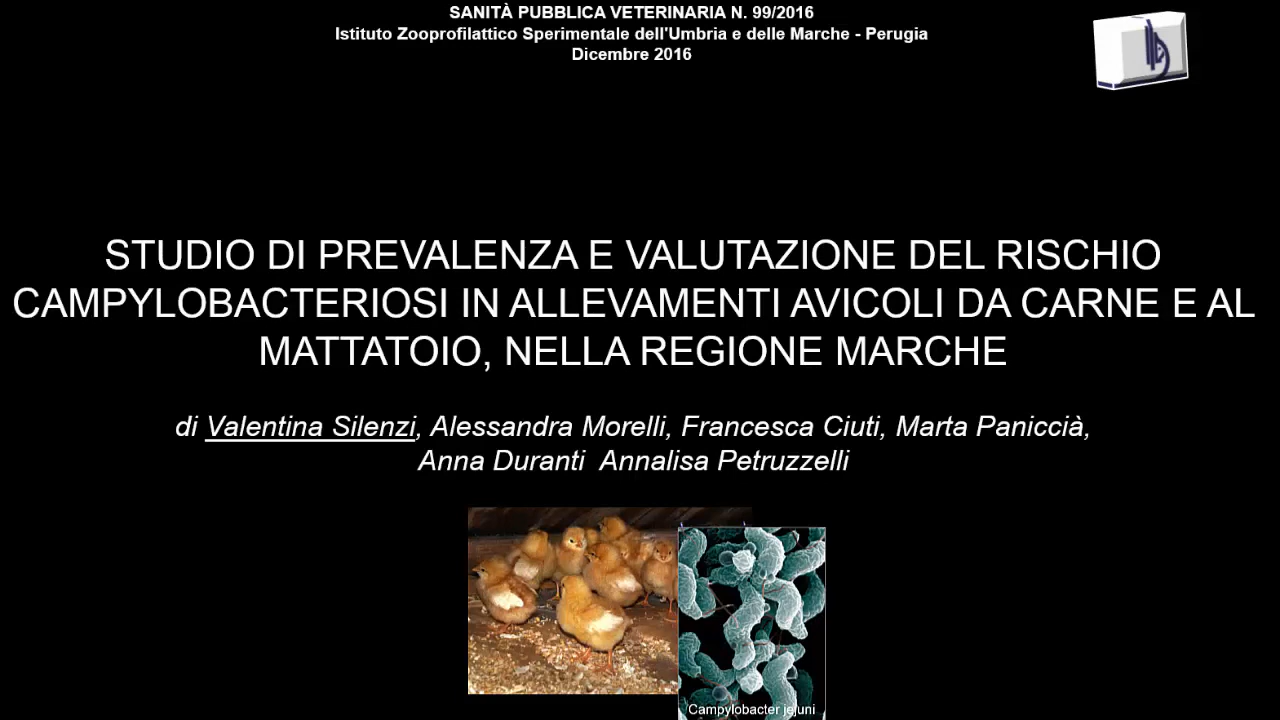 SANITÀ PUBBLICA VETERINARIA N. 99/2016
Istituto Zooprofilattico Sperimentale dell'Umbria e delle Marche - Perugia
Dicembre 2016
STUDIO DI PREVALENZA E VALUTAZIONE DEL RISCHIO
CAMPYLOBACTERIOSI IN ALLEVAMENTI AVICOLI DA CARNE E AL
MATTATOIO, NELLA REGIONE MARCHE
di Valentina Silenzi, Alessandra Morelli, Francesca Ciuti, Marta Paniccià,
Anna Duranti Annalisa Petruzzelli
Campylobacter jejuni